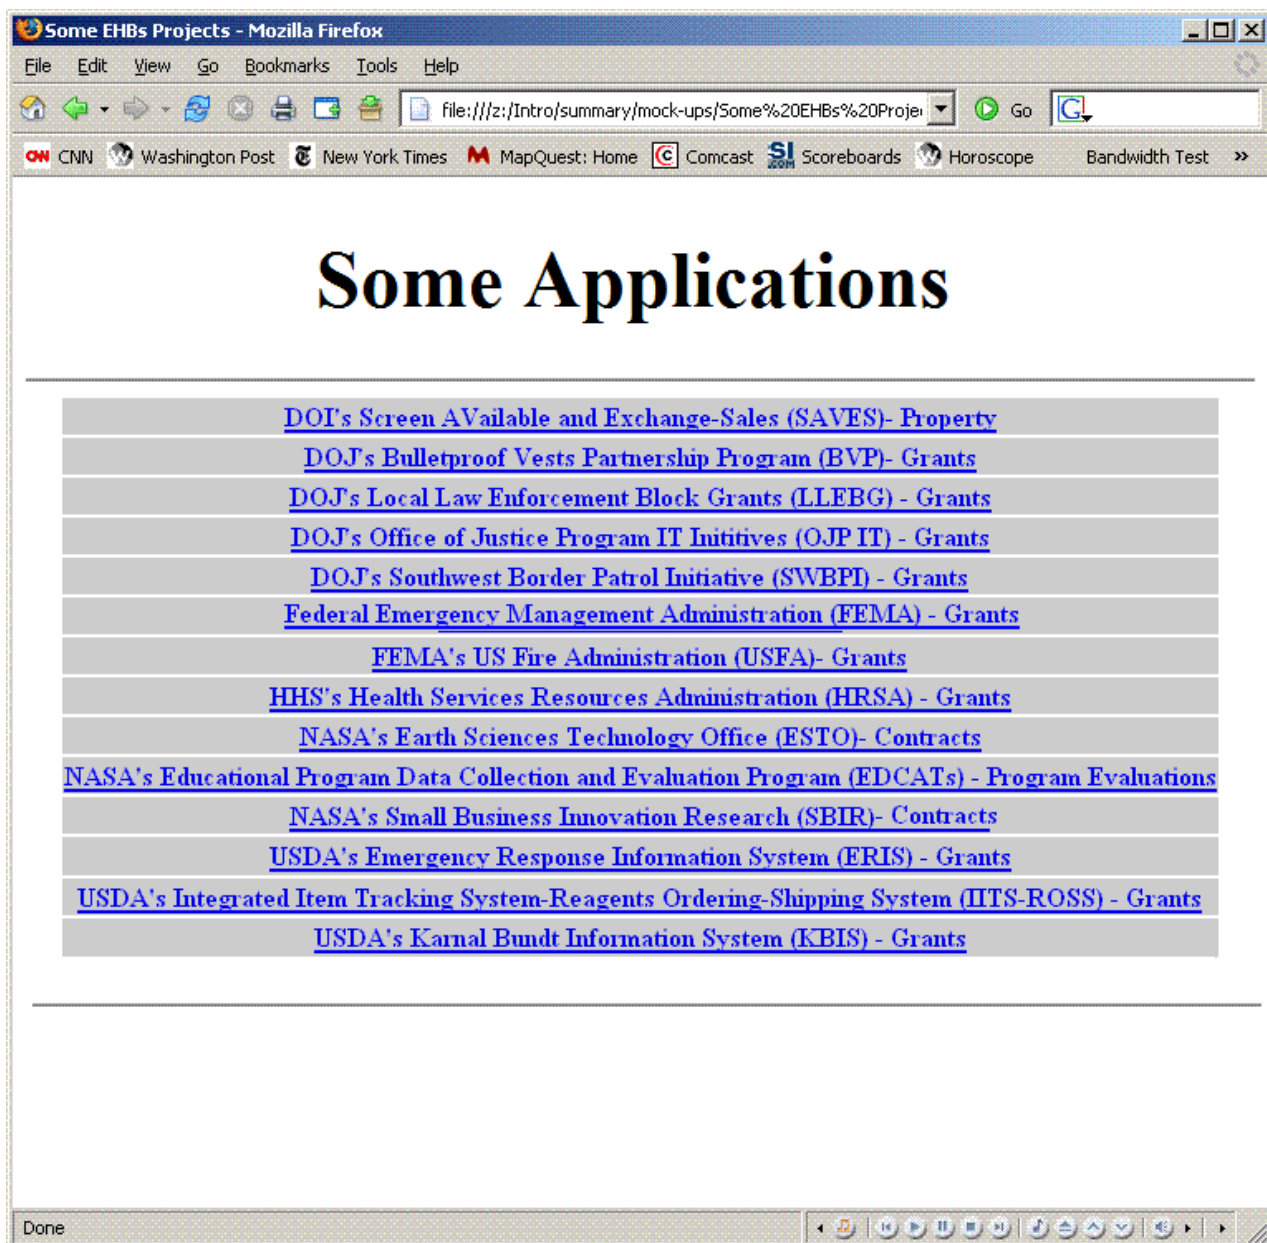 Some EHBs Projects - Mozilla Firefox
File Edit View Go Bookmarks Tools Help
file:///z:/Intro/summary/mock-ups/Some%20EHBs%20Proje Go G
CNN CNN Washington Post New York Times MapQuest: Home Comcast SI.COM Scoreboards Horoscope Bandwidth Test »
Some Applications
DOI's Screen AVailable and Exchange-Sales (SAVES)- Property
DOJ's Bulletproof Vests Partnership Program (BVP)- Grants
DOJ's Local Law Enforcement Block Grants (LLEBG) - Grants
DOJ's Office of Justice Program IT Inititives (OJP IT) - Grants
DOJ's Southwest Border Patrol Initiative (SWBPI) - Grants
Federal Emergency Management Administration (FEMA) - Grants
FEMA's US Fire Administration (USFA)- Grants
HHS's Health Services Resources Administration (HRSA) - Grants
NASA's Earth Sciences Technology Office (ESTO)- Contracts
NASA's Educational Program Data Collection and Evaluation Program (EDCATs) - Program Evaluations
NASA's Small Business Innovation Research (SBIR)- Contracts
USDA's Emergency Response Information System (ERIS) - Grants
USDA's Integrated Item Tracking System-Reagents Ordering-Shipping System (IITS-ROSS) - Grants
USDA's Karnal Bundt Information System (KBIS) - Grants
Done